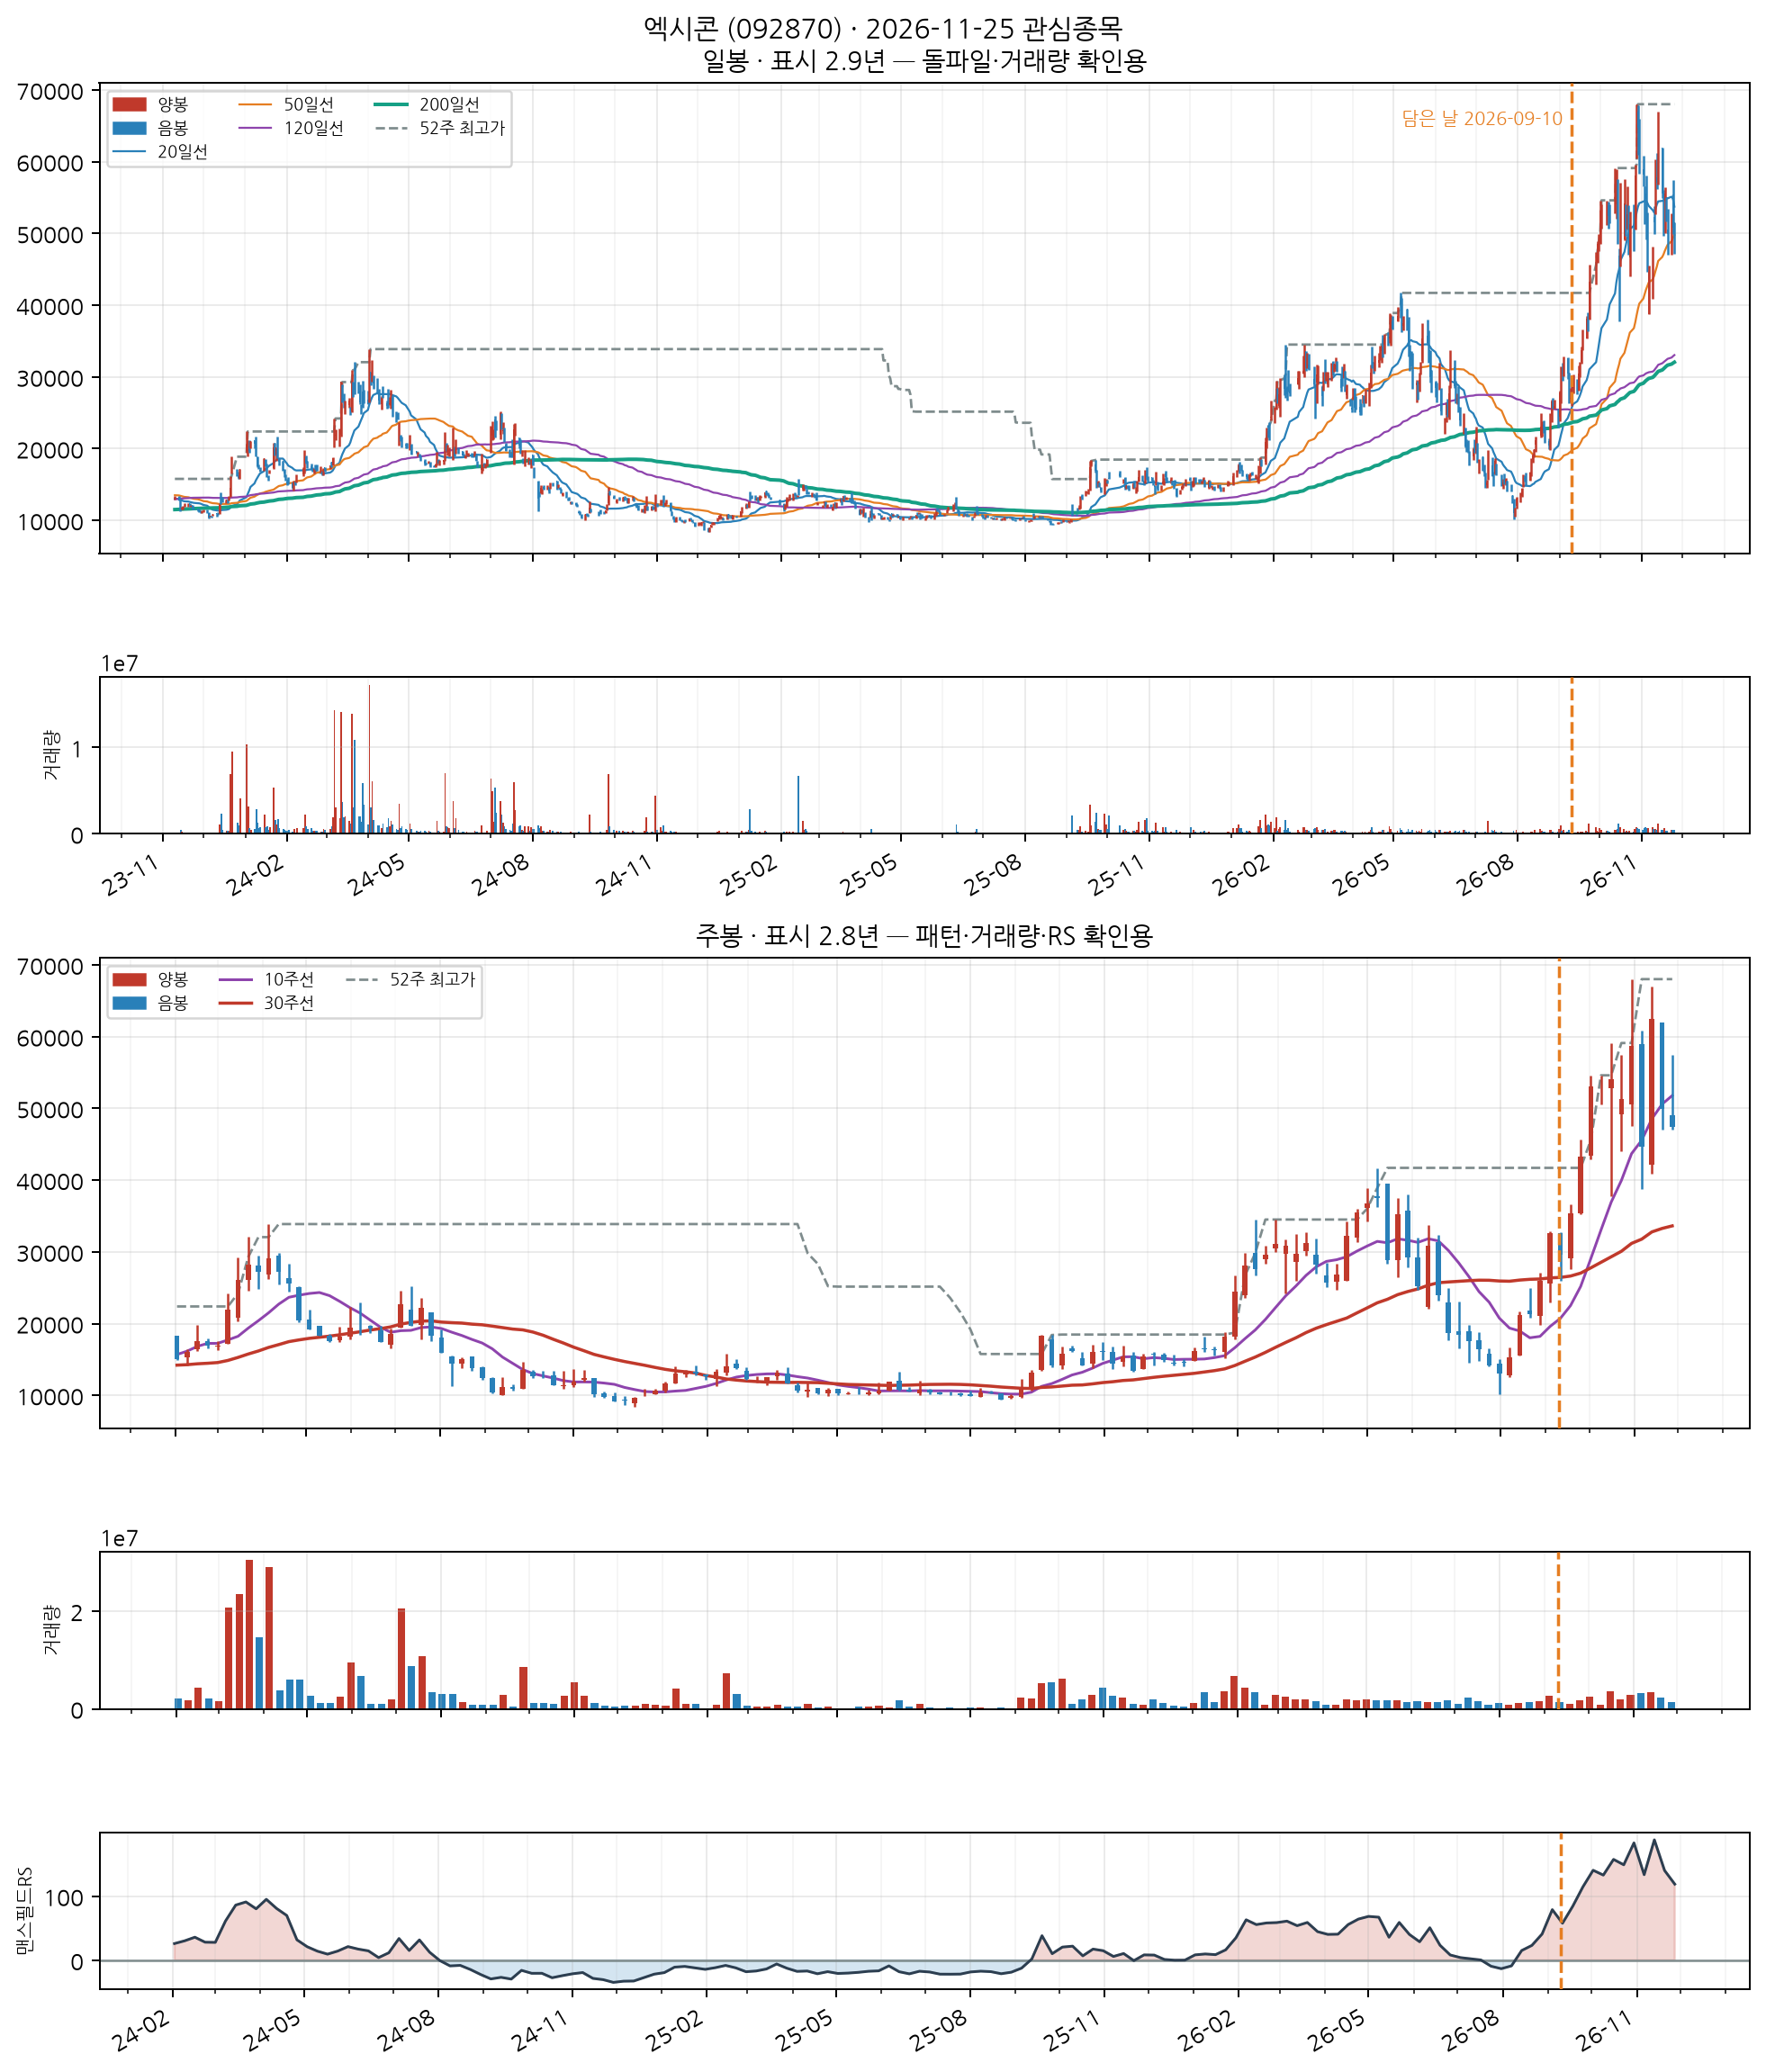 엑시콘 (092870) · 2026-11-25 관심종목
일봉 · 표시 2.9년 — 돌파일·거래량 확인용
양봉
음봉
20일선
50일선
120일선
200일선
52주 최고가
담은 날 2026-09-10
70000
60000
50000
40000
30000
20000
10000
1e7
거래량
1
0
23-11
24-02
24-05
24-08
24-11
25-02
25-05
25-08
25-11
26-02
26-05
26-08
26-11
주봉 · 표시 2.8년 — 패턴·거래량·RS 확인용
양봉
음봉
10주선
30주선
52주 최고가
70000
60000
50000
40000
30000
20000
10000
1e7
거래량
2
0
맨스필드RS
100
0
24-02
24-05
24-08
24-11
25-02
25-05
25-08
25-11
26-02
26-05
26-08
26-11